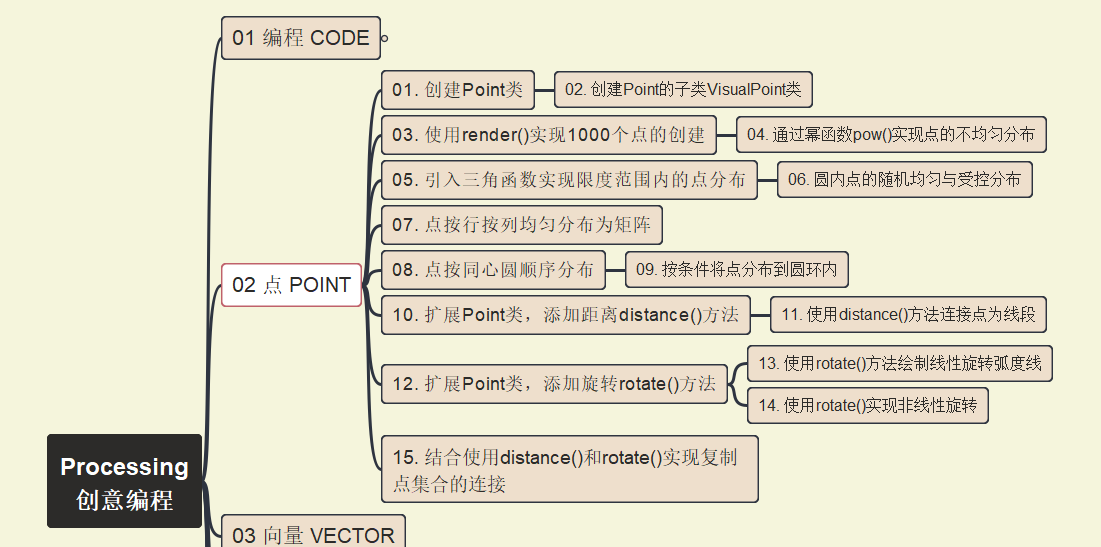 01 编程 CODE
01. 创建Point类
02. 创建Point的子类VisualPoint类
03. 使用render()实现1000个点的创建
04. 通过幂函数pow()实现点的不均匀分布
05. 引入三角函数实现限度范围内的点分布
06. 圆内点的随机均匀与受控分布
07. 点按行按列均匀分布为矩阵
02 点 POINT
08. 点按同心圆顺序分布
09. 按条件将点分布到圆环内
10. 扩展Point类，添加距离distance()方法
11. 使用distance()方法连接点为线段
12. 扩展Point类，添加旋转rotate()方法
13. 使用rotate()方法绘制线性旋转弧度线
14. 使用rotate()实现非线性旋转
15. 结合使用distance()和rotate()实现复制
点集合的连接
Processing
创意编程
03 向量 VECTOR